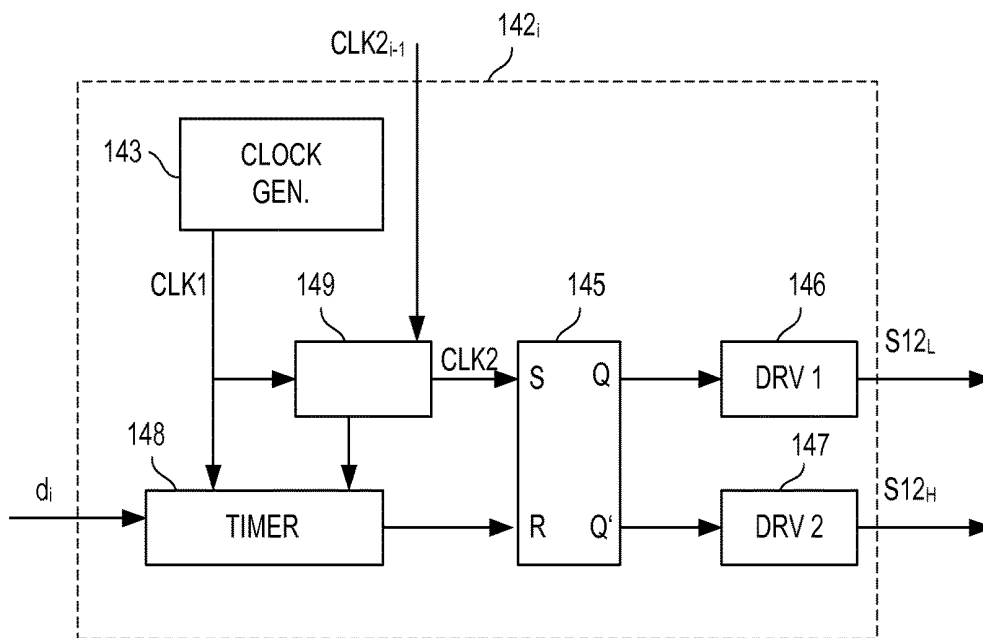 142i
CLK2i-1
143
CLOCK
GEN.
CLK1
149
145
146
S12L
CLK2
S
Q
DRV 1
148
147
S12H
di
TIMER
R
Q‘
DRV 2